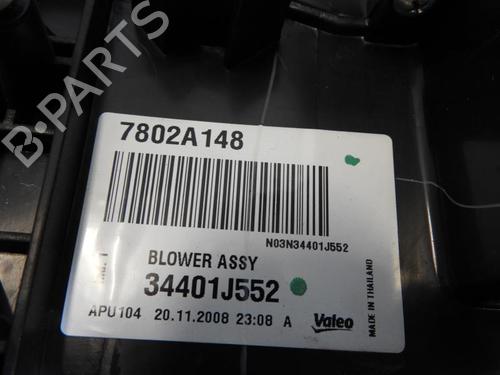 B-PARTS
7802A148
N03N34401J552
BLOWER ASSY
34401J552
APU104 20.11.2008 23:08 A Valeo
MADE IN THAILAND